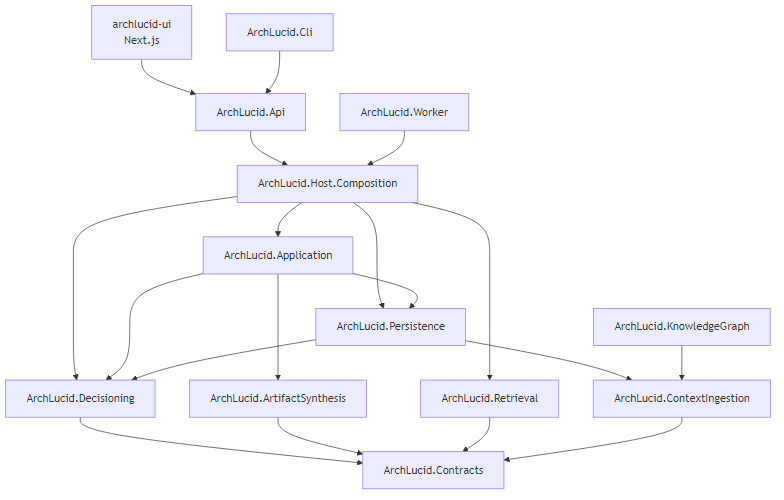 archlucid-ui
Next.js
ArchLucid.Cli
ArchLucid.Api
ArchLucid.Worker
ArchLucid.Host.Composition
ArchLucid.Application
ArchLucid.Persistence
ArchLucid.KnowledgeGraph
ArchLucid.Decisioning
ArchLucid.ArtifactSynthesis
ArchLucid.Retrieval
ArchLucid.ContextIngestion
ArchLucid.Contracts